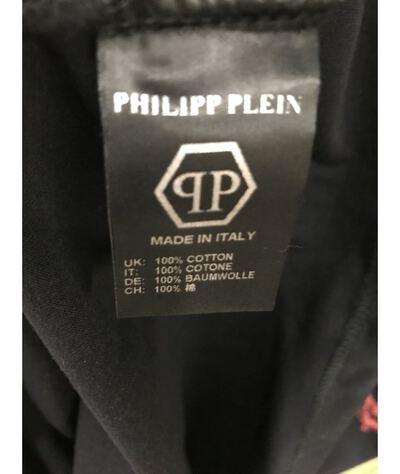 PHILIPP PLEIN
PP
MADE IN ITALY
UK: 100% COTTON
IT: 100% COTONE
DE: 100% BAUMWOLLE
CH: 100% 棉